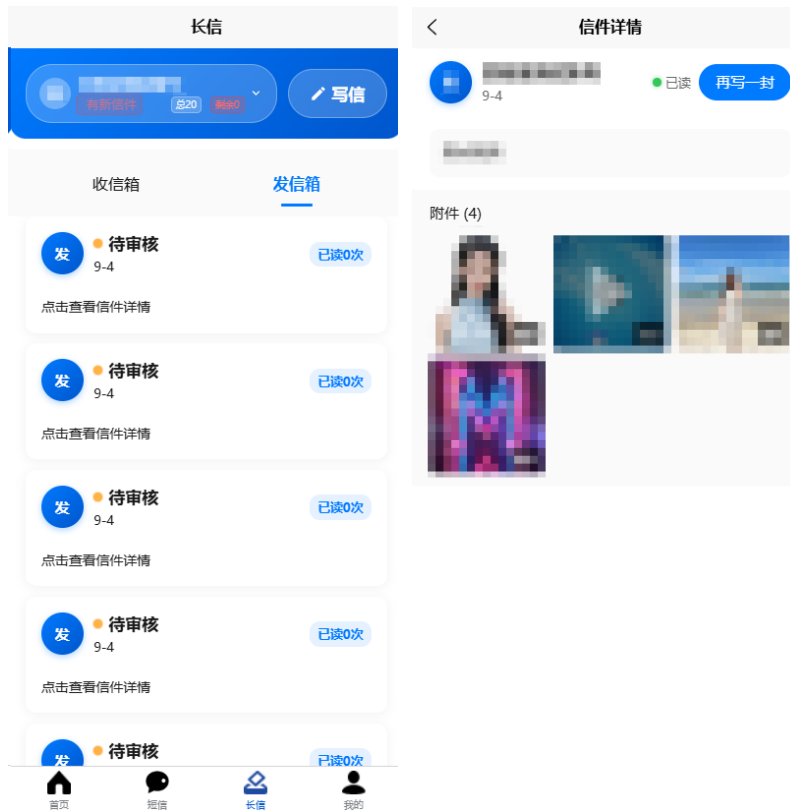 长信
有新信件 总20 剩余0
写信
收信箱 发信箱
发 待审核 已读0次
9-4
点击查看信件详情
发 待审核 已读0次
9-4
点击查看信件详情
发 待审核 已读0次
9-4
点击查看信件详情
发 待审核 已读0次
9-4
点击查看信件详情
发 待审核 已读0次
首页 短信 长信 我的
信件详情
已读 再写一封
9-4
附件 (4)